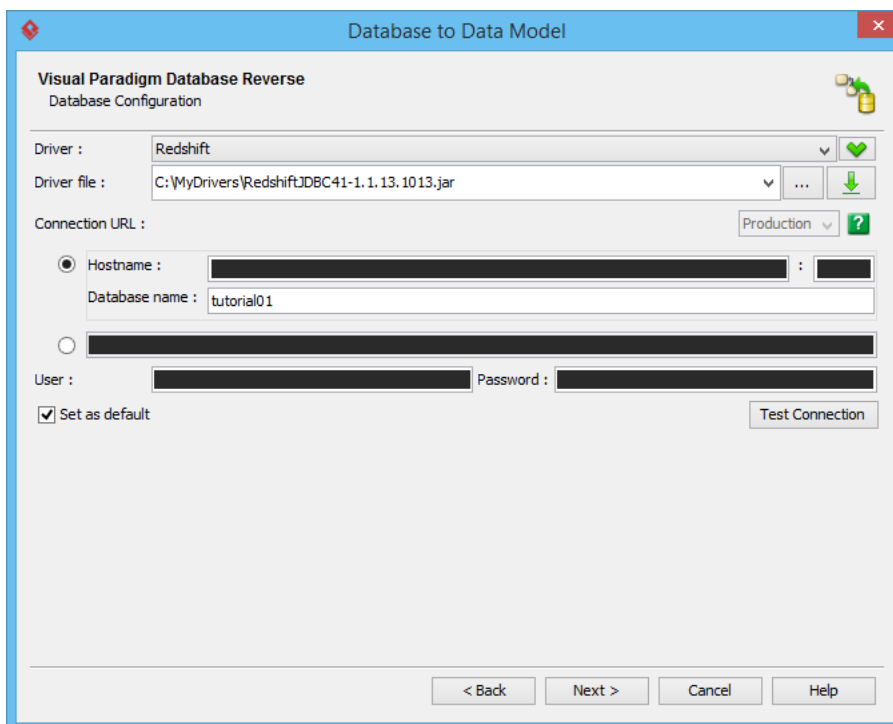 Database to Data Model
Visual Paradigm Database Reverse
Database Configuration
Driver : Redshift
Driver file : C:\MyDrivers\RedshiftJDBC41-1.1.13.1013.jar ...
Connection URL : Production ?
Hostname : :
Database name : tutorial01
User : Password :
Set as default Test Connection
< Back Next > Cancel Help